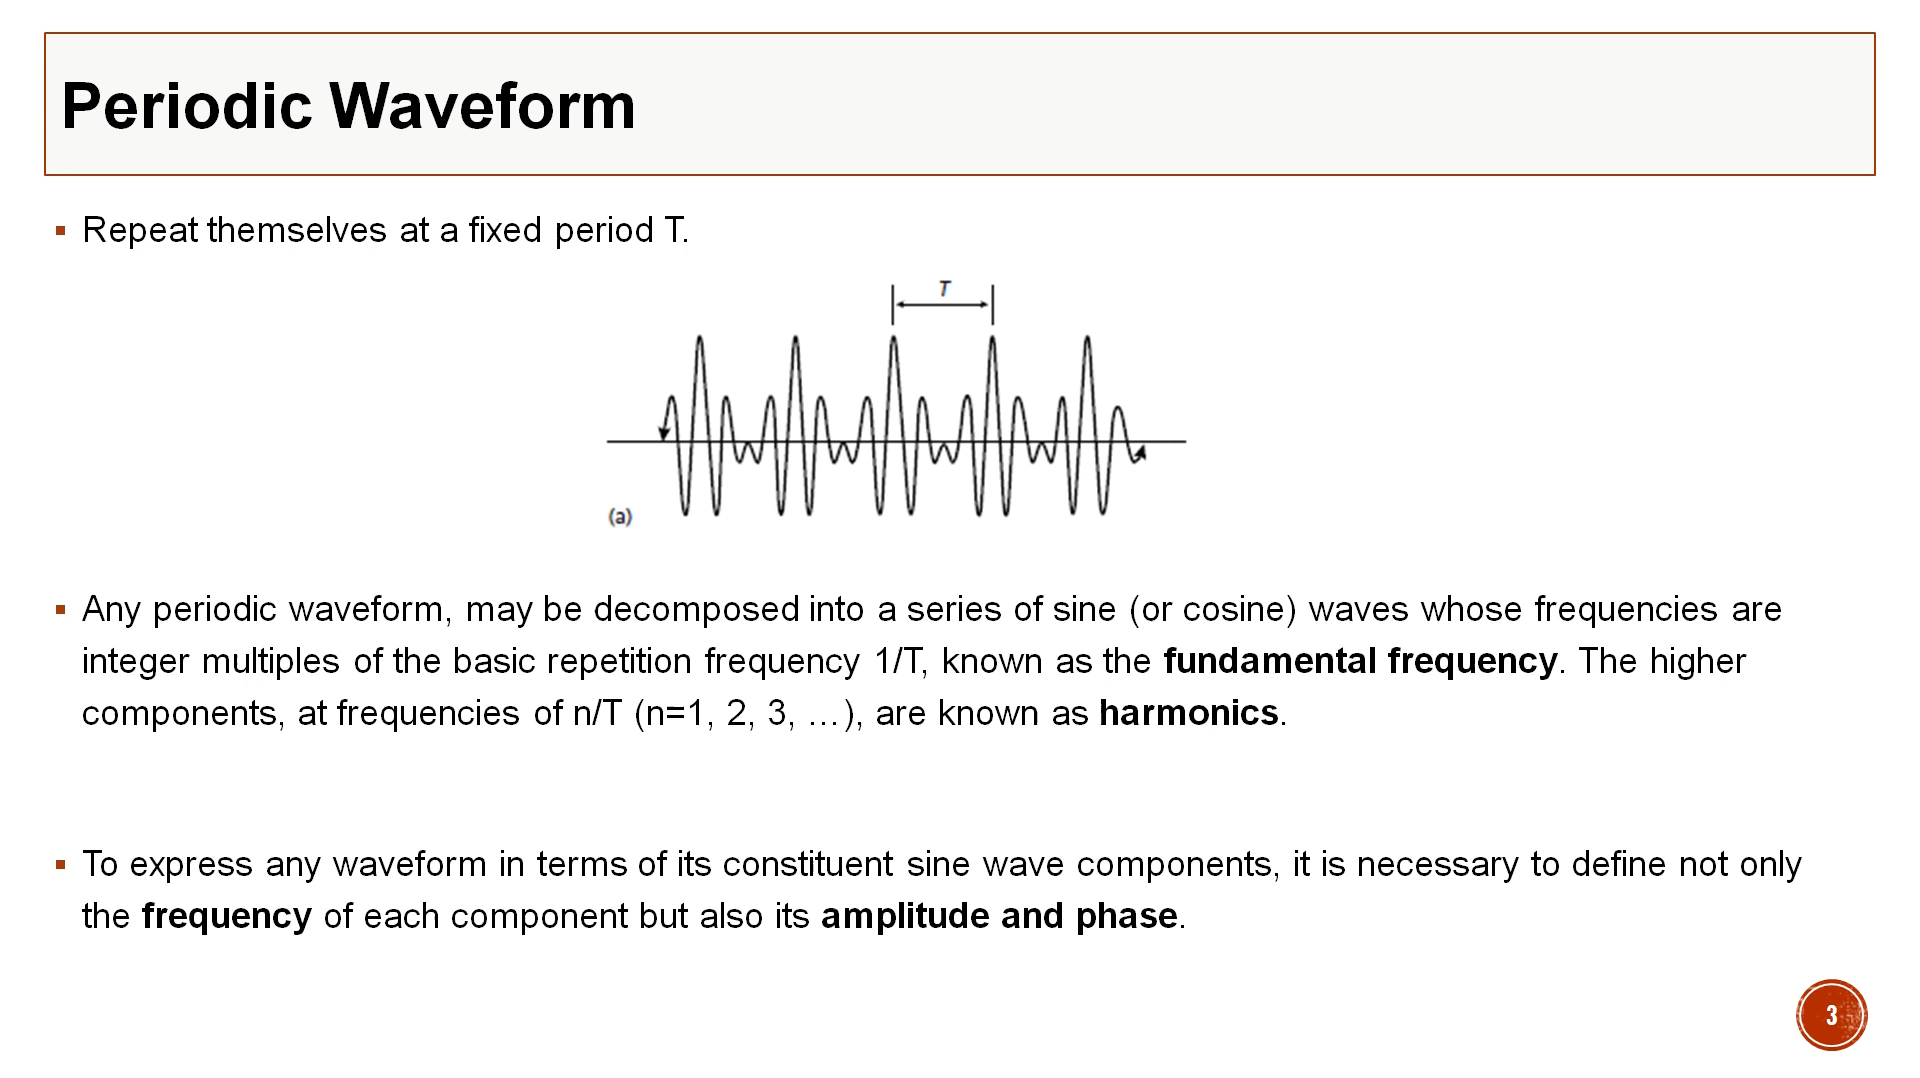 Periodic Waveform
▪ Repeat themselves at a fixed period T.
T
(a)
▪ Any periodic waveform, may be decomposed into a series of sine (or cosine) waves whose frequencies are
integer multiples of the basic repetition frequency 1/T, known as the fundamental frequency. The higher
components, at frequencies of n/T (n=1, 2, 3, …), are known as harmonics.
▪ To express any waveform in terms of its constituent sine wave components, it is necessary to define not only
the frequency of each component but also its amplitude and phase.
3